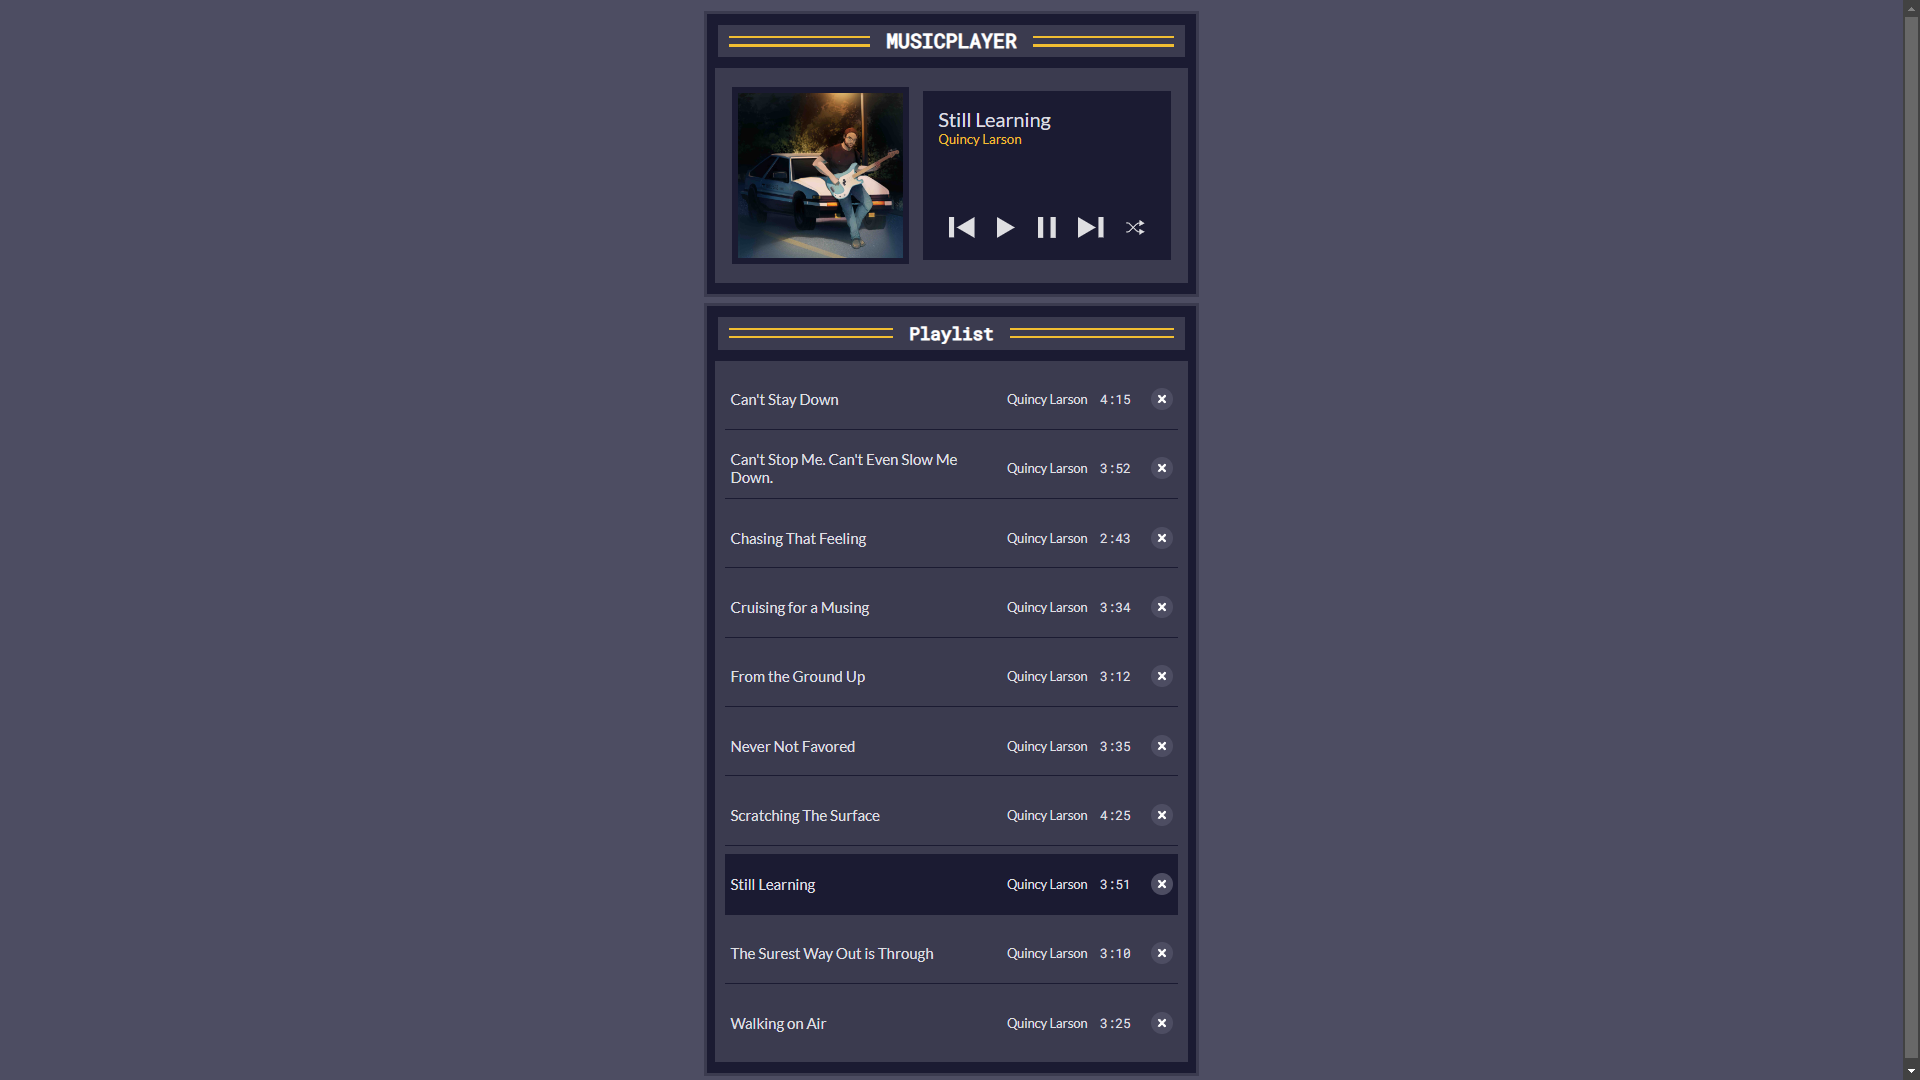 MUSICPLAYER
Still Learning
Quincy Larson
Playlist
Can't Stay Down Quincy Larson 4:15
Can't Stop Me. Can't Even Slow Me
Down. Quincy Larson 3:52
Chasing That Feeling Quincy Larson 2:43
Cruising for a Musing Quincy Larson 3:34
From the Ground Up Quincy Larson 3:12
Never Not Favored Quincy Larson 3:35
Scratching The Surface Quincy Larson 4:25
Still Learning Quincy Larson 3:51
The Surest Way Out is Through Quincy Larson 3:10
Walking on Air Quincy Larson 3:25